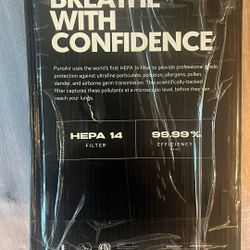 BREATHE
WITH
CONFIDENCE
PuroAir uses the world's first HEPA 14 filter to provide professional-grade
protection against ultrafine particulate, pollution, allergens, pollen,
dander, and airborne germ transmission. This scientifically-backed
filter captures these pollutants at a microscopic level, before they can
reach your lungs.
HEPA 14
99.99%
FILTER
EFFICIENCY